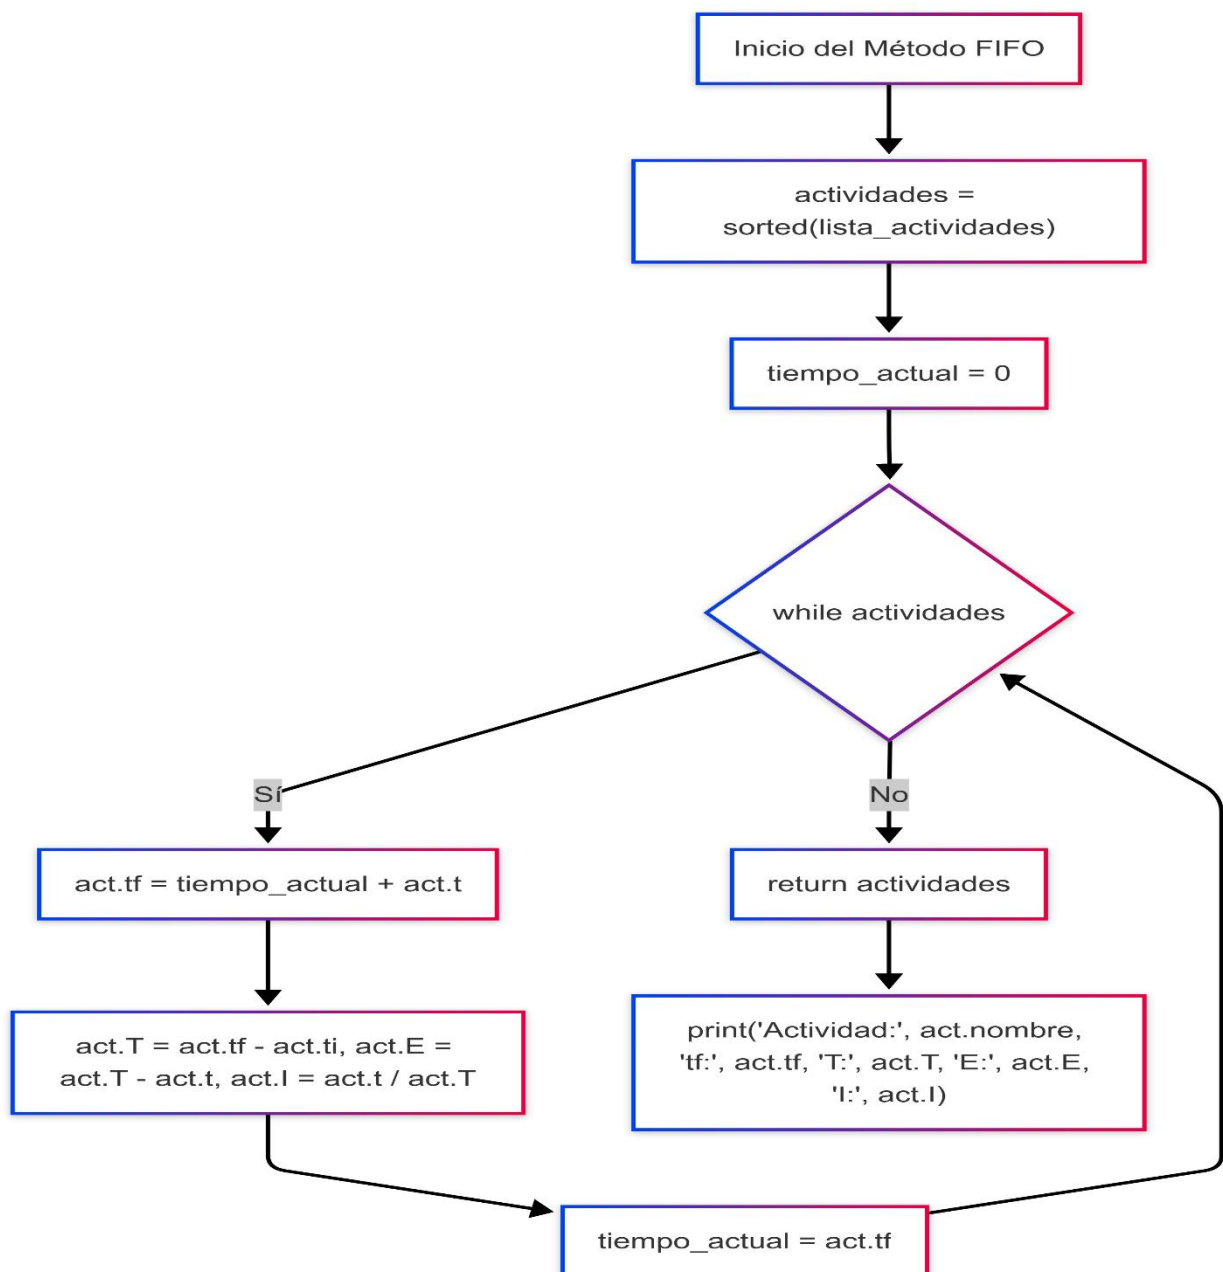 Inicio del Método FIFO
actividades =
sorted(lista_actividades)
tiempo_actual = 0
while actividades
Sí
No
act.tf = tiempo_actual + act.t
return actividades
act.T = act.tf - act.ti, act.E =
act.T - act.t, act.I = act.t / act.T
print('Actividad:', act.nombre,
'tf:', act.tf, 'T:', act.T, 'E:', act.E,
'I:', act.I)
tiempo_actual = act.tf